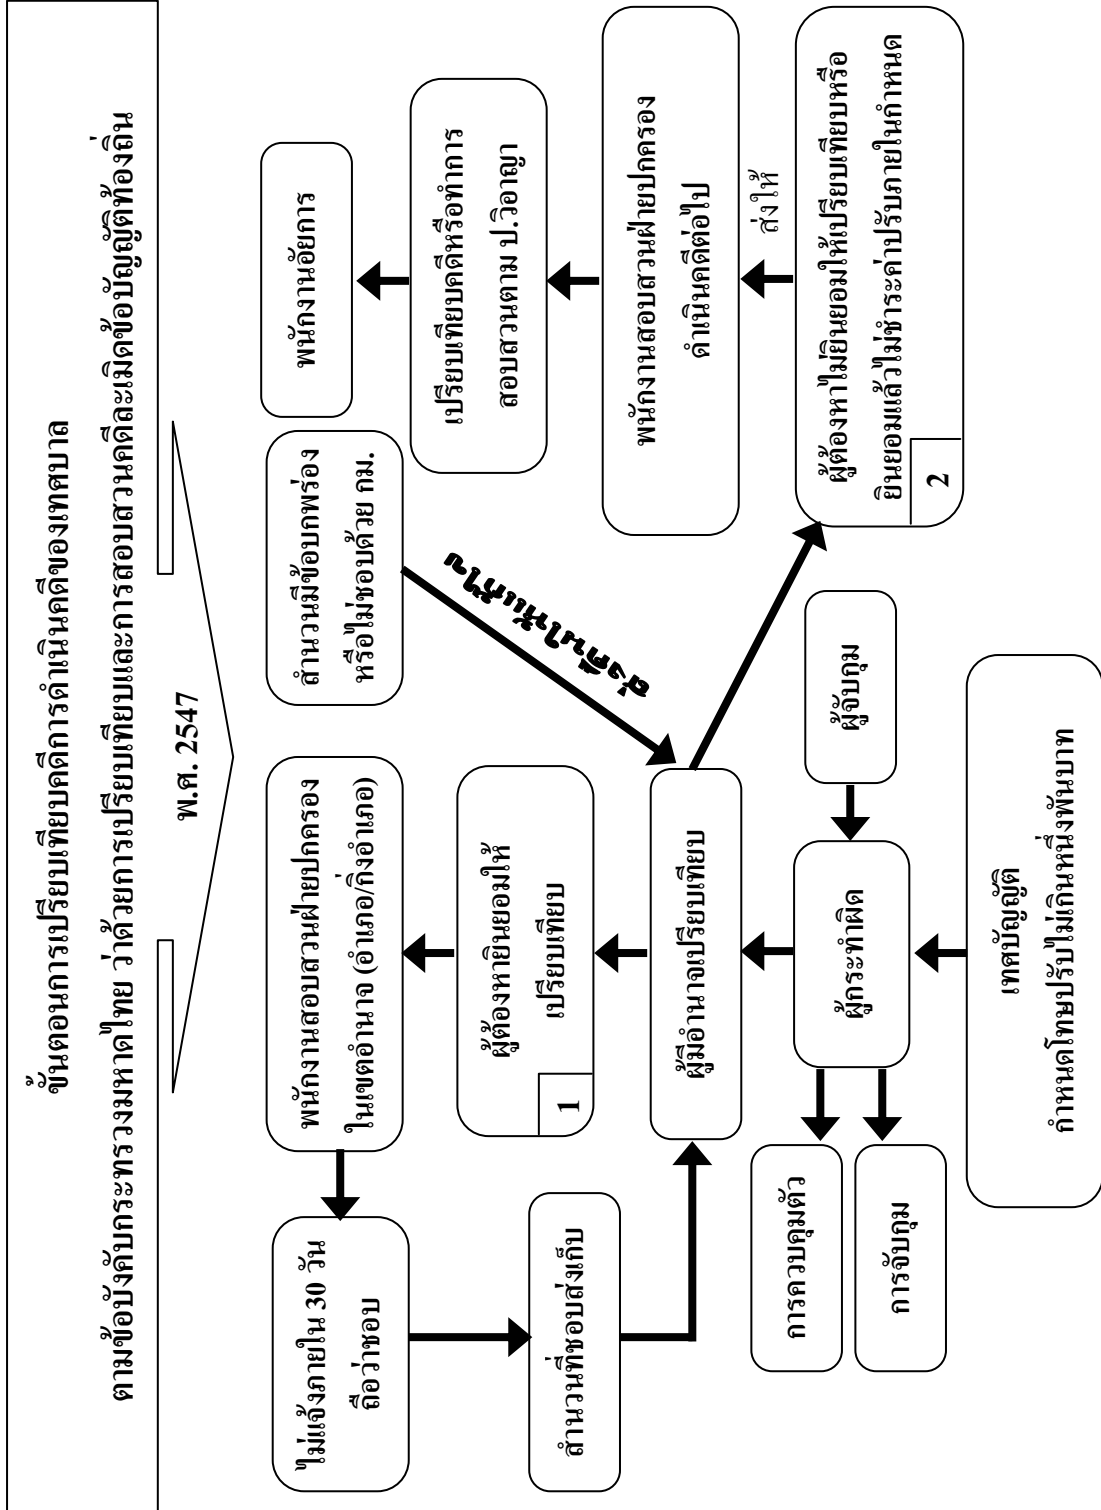 ขั้นตอนการเปรียบเทียบคดีการดำเนินคดีของเทศบาล
ตามข้อบังคับกระทรวงมหาดไทย ว่าด้วยการเปรียบเทียบและการสอบสวนคดีละเมิดข้อบัญญัติท้องถิ่น
พ.ศ. 2547
ไม่แจ้งภายใน 30 วัน
ถือว่าชอบ
พนักงานสอบสวนฝ่ายปกครอง
ในเขตอำนาจ (อำเภอ/กิ่งอำเภอ)
สำนวนมีข้อบกพร่อง
หรือไม่ชอบด้วย กม.
พนักงานอัยการ
เปรียบเทียบคดีหรือทำการ
สอบสวนตาม ป.วิอาญา
ผู้ต้องหายินยอมให้
เปรียบเทียบ
1
ส่งคืนให้แก้ไข
สำนวนที่ชอบส่งเก็บ
พนักงานสอบสวนฝ่ายปกครอง
ดำเนินคดีต่อไป
ผู้มีอำนาจเปรียบเทียบ
ส่งให้
การควบคุมตัว
ผู้กระทำผิด
ผู้จับกุม
ผู้ต้องหาไม่ยินยอมให้เปรียบเทียบหรือ
ยินยอมแล้วไม่ชำระค่าปรับภายในกำหนด
2
การจับกุม
เทศบัญญัติ
กำหนดโทษปรับไม่เกินหนึ่งพันบาท